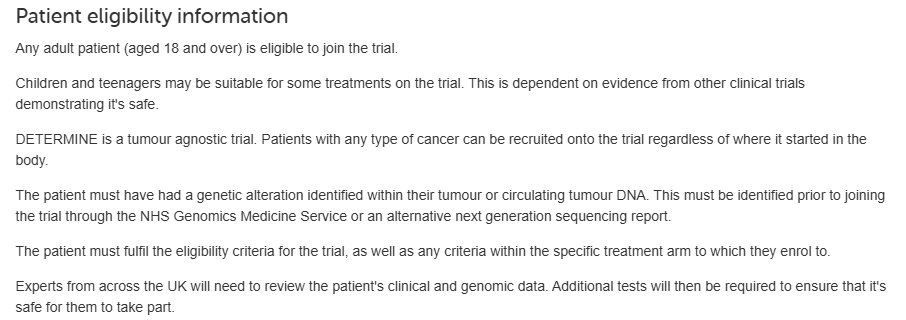 Patient eligibility information
Any adult patient (aged 18 and over) is eligible to join the trial.
Children and teenagers may be suitable for some treatments on the trial. This is dependent on evidence from other clinical trials
demonstrating it's safe.
DETERMINE is a tumour agnostic trial. Patients with any type of cancer can be recruited onto the trial regardless of where it started in the
body.
The patient must have had a genetic alteration identified within their tumour or circulating tumour DNA. This must be identified prior to joining
the trial through the NHS Genomics Medicine Service or an alternative next generation sequencing report.
The patient must fulfil the eligibility criteria for the trial, as well as any criteria within the specific treatment arm to which they enrol to.
Experts from across the UK will need to review the patient's clinical and genomic data. Additional tests will then be required to ensure that it's
safe for them to take part.